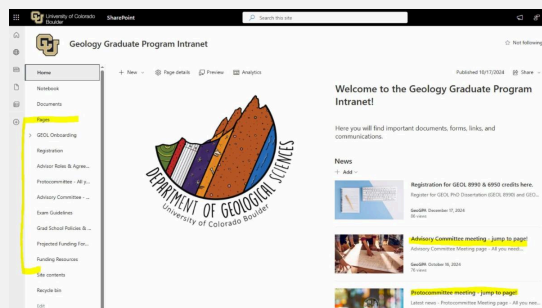 University of Colorado
Boulder
SharePoint
Search this site
Geology Graduate Program Intranet
Not following
Home
Notebook
Documents
Pages
GEOL Onboarding
Registration
Advisor Roles & Agree...
Protocommittee - All y...
Advisory Committee - ...
Exam Guidelines
Grad School Policies & ...
Projected Funding For...
Funding Resources
Site contents
Recycle bin
Edit
+ New
Page details
Preview
Analytics
Published 10/17/2024
Share
DEPARTMENT OF GEOLOGICAL SCIENCES
University of Colorado Boulder
Welcome to the Geology Graduate Program
Intranet!
Here you will find important documents, forms, links, and
communications.
News
+ Add
Registration for GEOL 8990 & 6950 credits here.
Register for GEOL PhD Dissertation (GEOL 8990) and GEO...
December 17, 2024
Advisory Committee meeting - jump to page!
Advisory Committee Meeting page - All you need...
October 16, 2024
Protocommittee meeting - jump to page!
Latest news - Protocommittee Meeting page - All you nee...